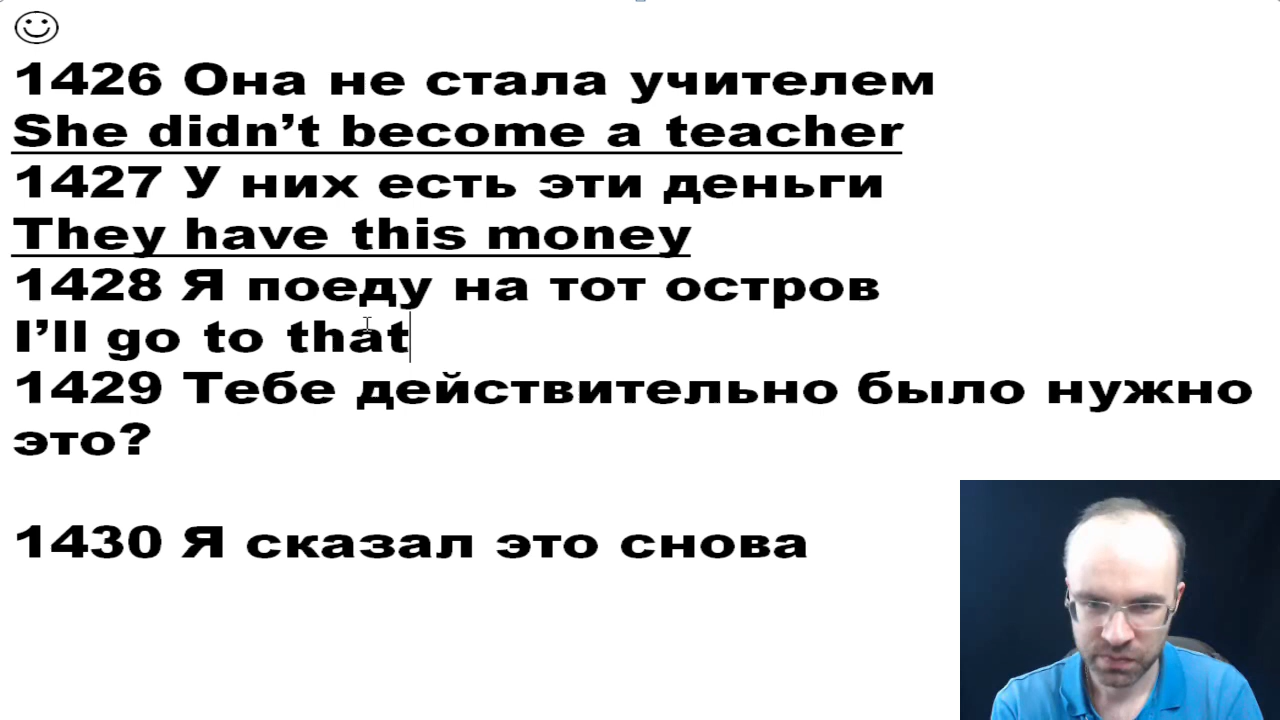 1426 Она не стала учителем
She didn’t become a teacher
1427 У них есть эти деньги
They have this money
1428 Я поеду на тот остров
I’ll go to that
1429 Тебе действительно было нужно
это?
1430 Я сказал это снова